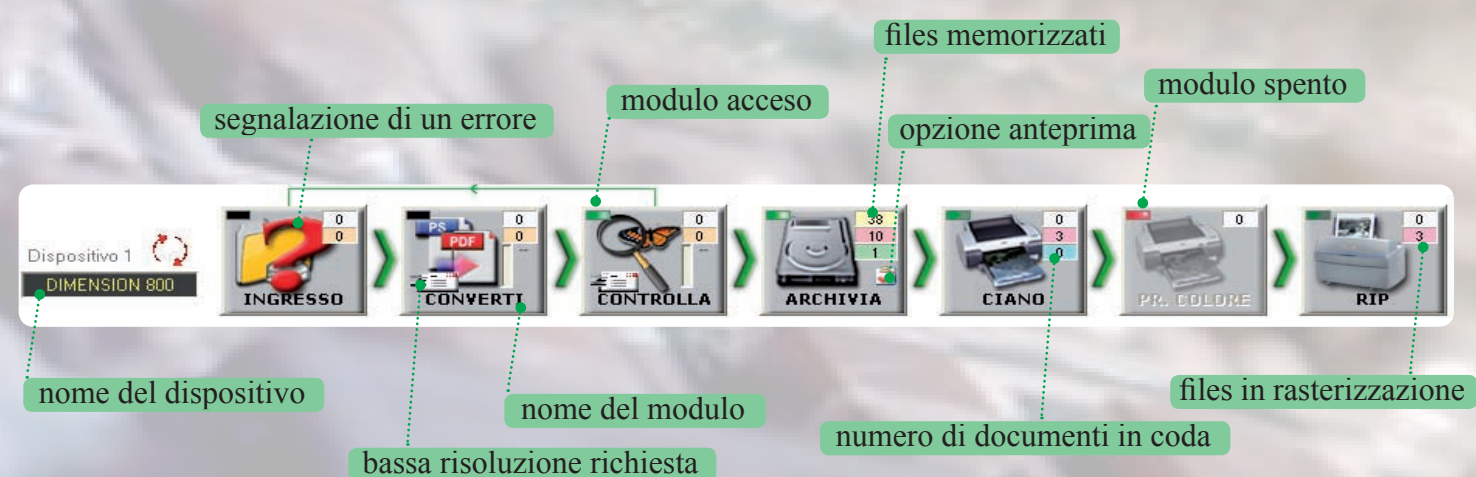 files memorizzati
modulo spento
modulo acceso
segnalazione di un errore
opzione anteprima
Dispositivo 1
DIMENSION 800
0
0
INGRESSO
PS
PDF
0
0
--
CONVERTI
0
0
--
CONTROLLA
38
10
1
ARCHIVIA
0
3
0
CIANO
0
PR. COLORE
0
3
RIP
nome del dispositivo
nome del modulo
files in rasterizzazione
numero di documenti in coda
bassa risoluzione richiesta